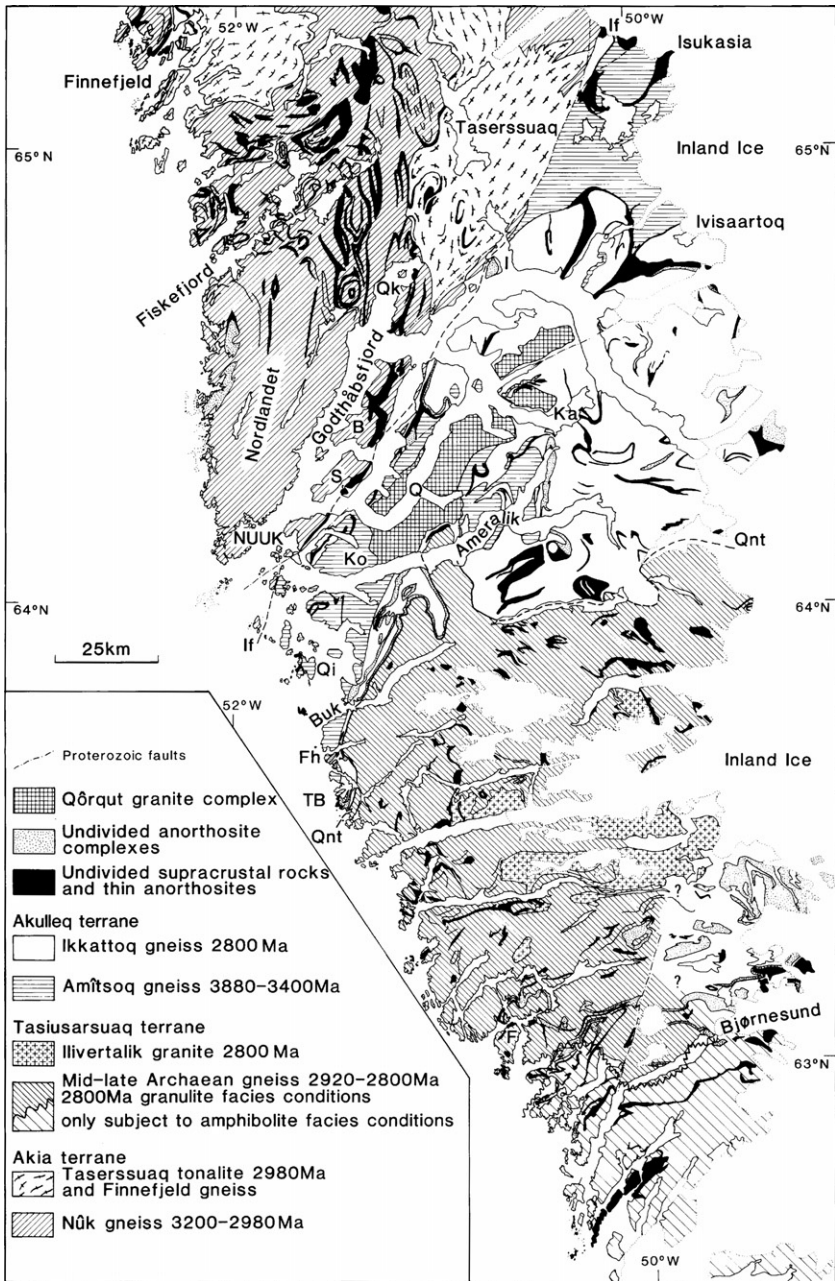 52°W
50°W
If
Isukasia
Finnefjeld
Taserssuaq
65°N
Inland Ice
65°N
Ivisaartoq
Fiskefjord
Qk
I
Nordlandet
Godthåbsfjord
B
Ka
S
Q
NUUK
Ameralik
Ko
Qnt
64°N
64°N
If
25km
Qi
Buk
52°W
Fh
Inland Ice
TB
Qnt
?
?
F
Bjørnesund
63°N
50°W
Proterozoic faults
Qôrqut granite complex
Undivided anorthosite
complexes
Undivided supracrustal rocks
and thin anorthosites
Akulleq terrane
Ikkattoq gneiss 2800Ma
Amîtsoq gneiss 3880-3400Ma
Tasiusarsuaq terrane
Ilivertalik granite 2800Ma
Mid-late Archaean gneiss 2920-2800Ma
2800Ma granulite facies conditions
only subject to amphibolite facies conditions
Akia terrane
Taserssuaq tonalite 2980Ma
and Finnefjeld gneiss
Nûk gneiss 3200-2980Ma